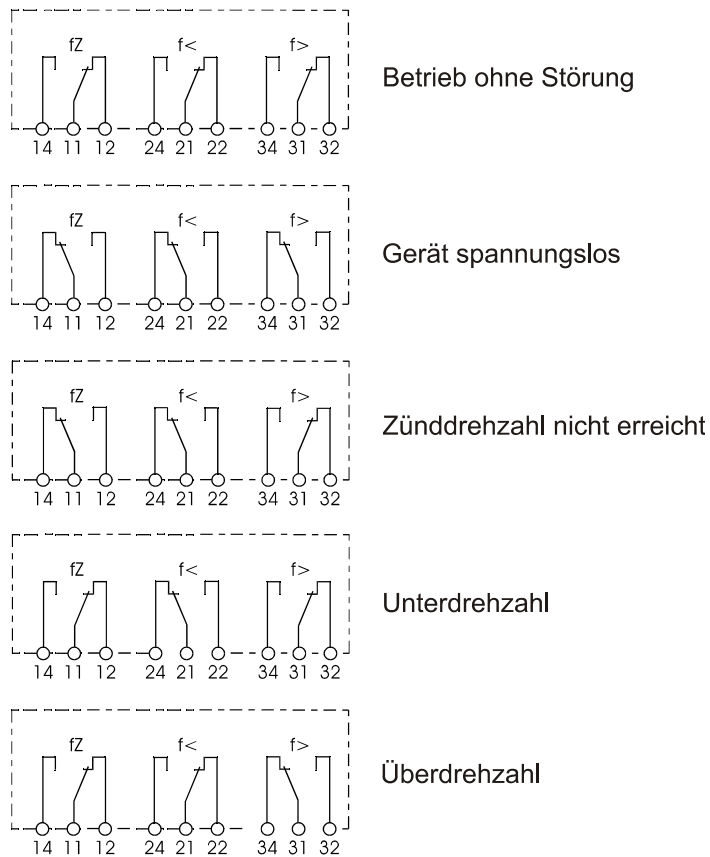 fZ f< f>
Betrieb ohne Störung
14 11 12 24 21 22 34 31 32
fZ f< f>
Gerät spannungslos
14 11 12 24 21 22 34 31 32
fZ f< f>
Zünddrehzahl nicht erreicht
14 11 12 24 21 22 34 31 32
fZ f< f>
Unterdrehzahl
14 11 12 24 21 22 34 31 32
fZ f< f>
Überdrehzahl
14 11 12 24 21 22 34 31 32